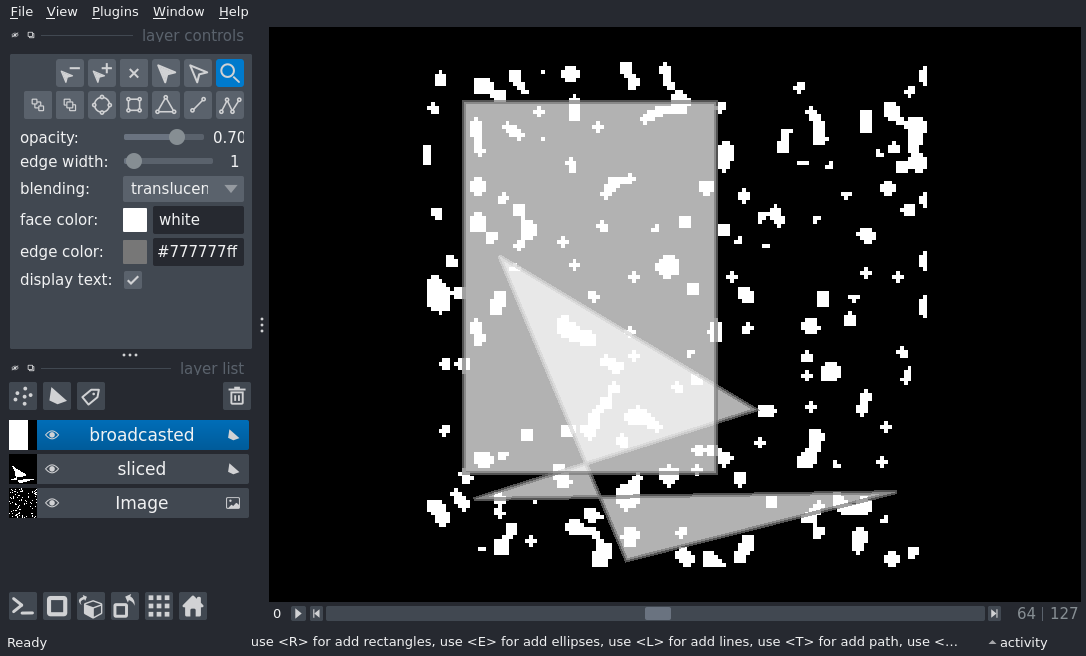 File View Plugins Window Help
layer controls
opacity: 0.70
edge width: 1
blending: translucen
face color: white
edge color: #777777ff
display text:
layer list
broadcasted
sliced
Image
0 64 127
Ready use <R> for add rectangles, use <E> for add ellipses, use <L> for add lines, use <T> for add path, use <... activity